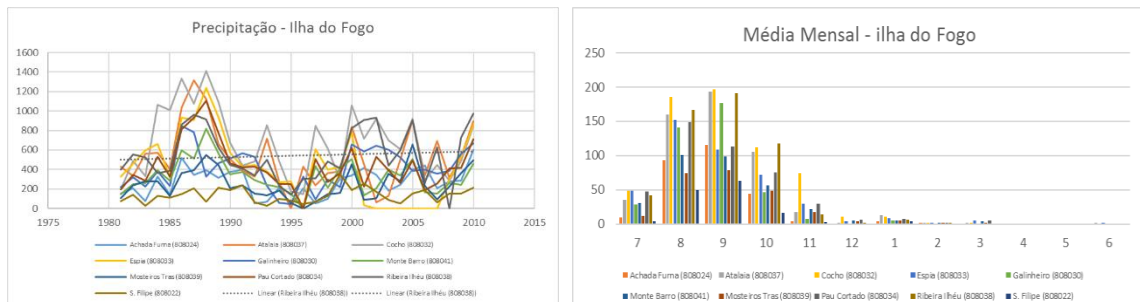 Precipitação - Ilha do Fogo
1600
1400
1200
1000
800
600
400
200
0
1975 1980 1985 1990 1995 2000 2005 2010 2015
Achada Furna (808024) Atalaia (808037) Cocho (808032)
Espia (808033) Galinheiro (808030) Monte Barro (808041)
Mosteiros Tras (808039) Pau Cortado (808034) Ribeira Ilhéu (808038)
S. Filipe (808022) Linear (Ribeira Ilhéu (808038)) Linear (Ribeira Ilhéu (808038))
Média Mensal - ilha do Fogo
250
200
150
100
50
0
7 8 9 10 11 12 1 2 3 4 5 6
Achada Furna (808024) Atalaia (808037) Cocho (808032) Espia (808033) Galinheiro (808030)
Monte Barro (808041) Mosteiros Tras (808039) Pau Cortado (808034) Ribeira Ilhéu (808038) S. Filipe (808022)